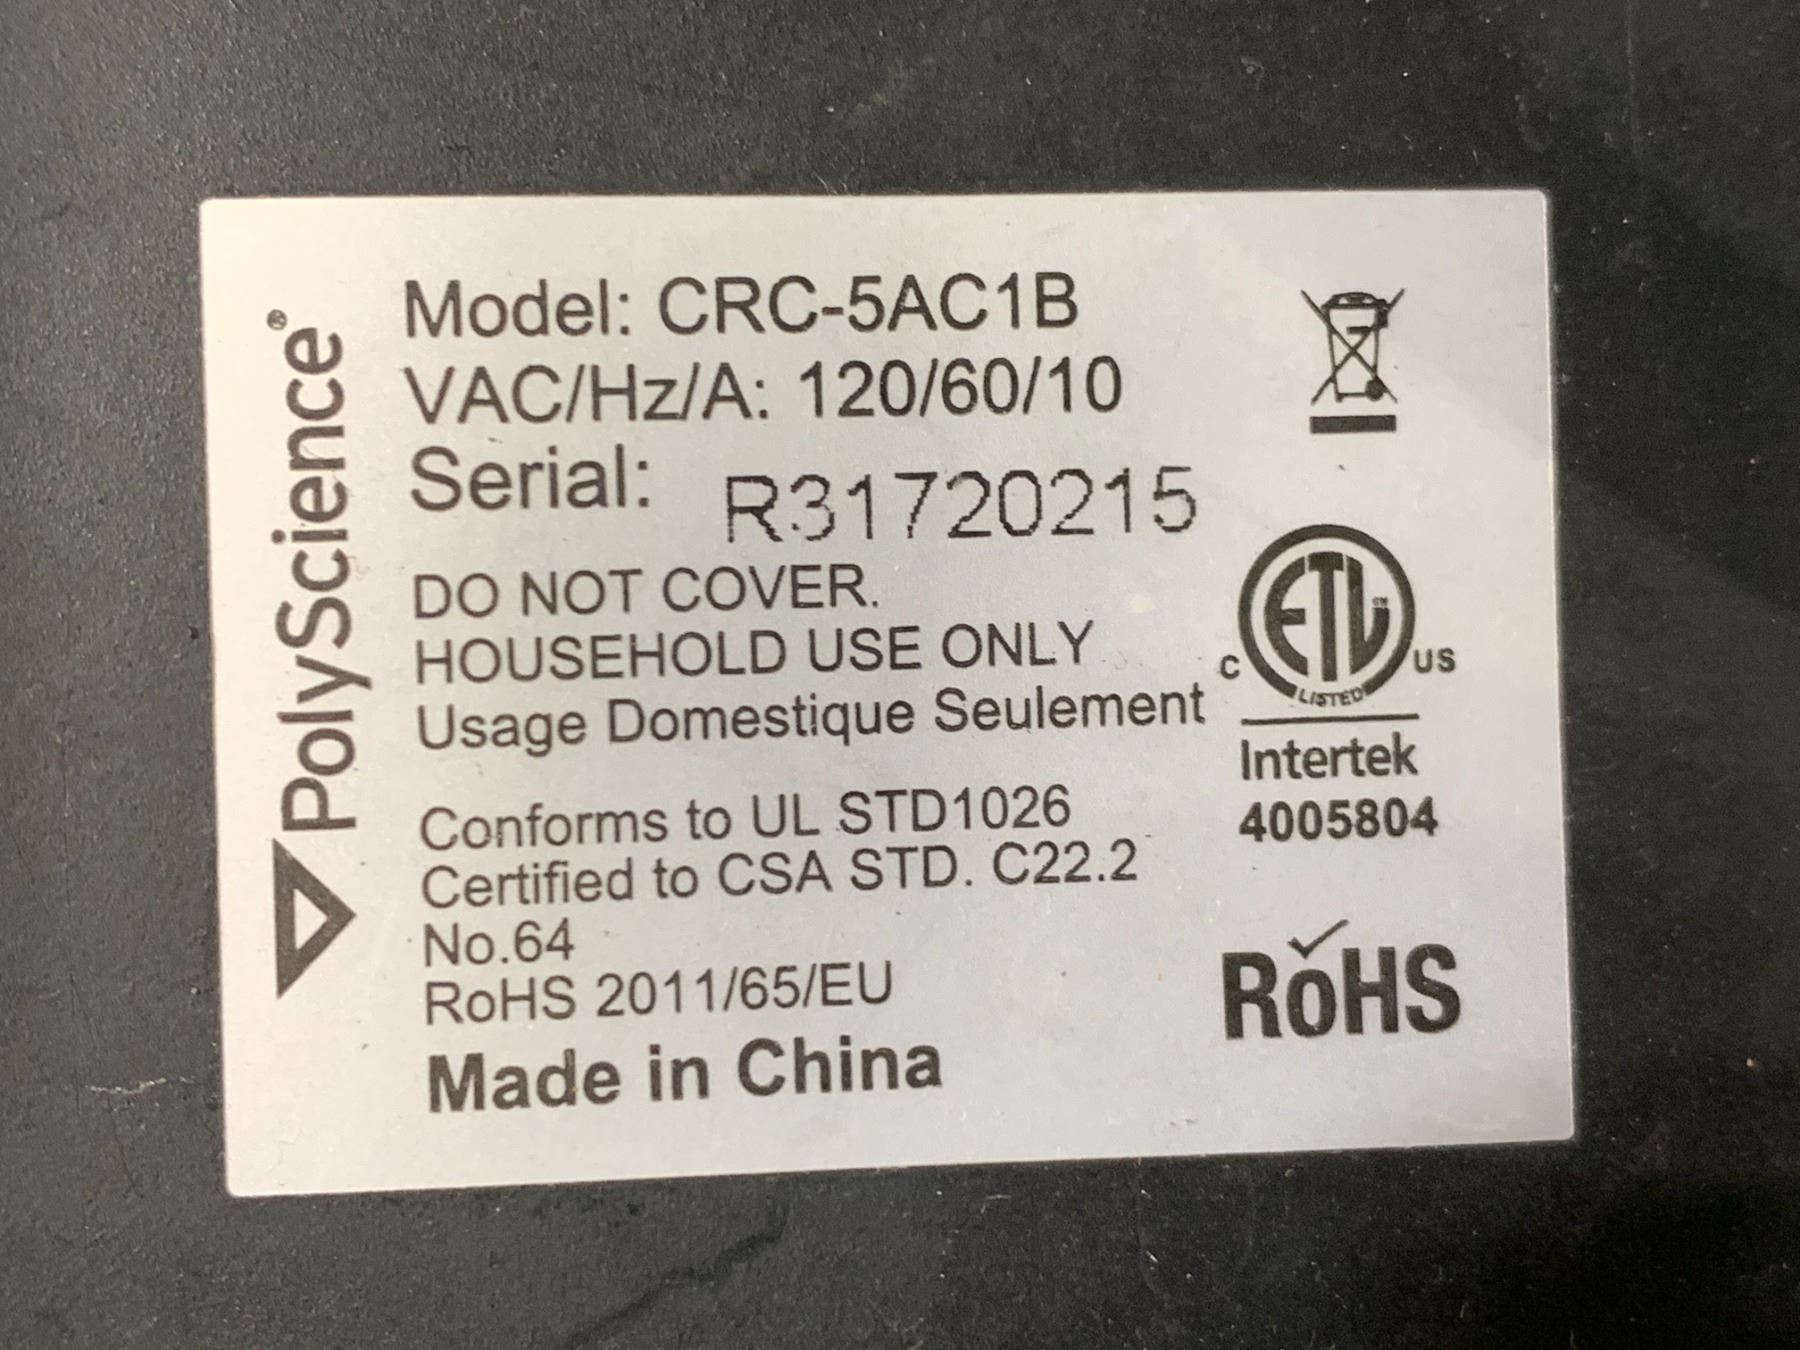 PolyScience®
Model: CRC-5AC1B
VAC/Hz/A: 120/60/10
Serial: R31720215
DO NOT COVER.
HOUSEHOLD USE ONLY
Usage Domestique Seulement
Conforms to UL STD1026
Certified to CSA STD. C22.2
No.64
RoHS 2011/65/EU
Made in China
ETL
C US
LISTED
Intertek
4005804
RoHS